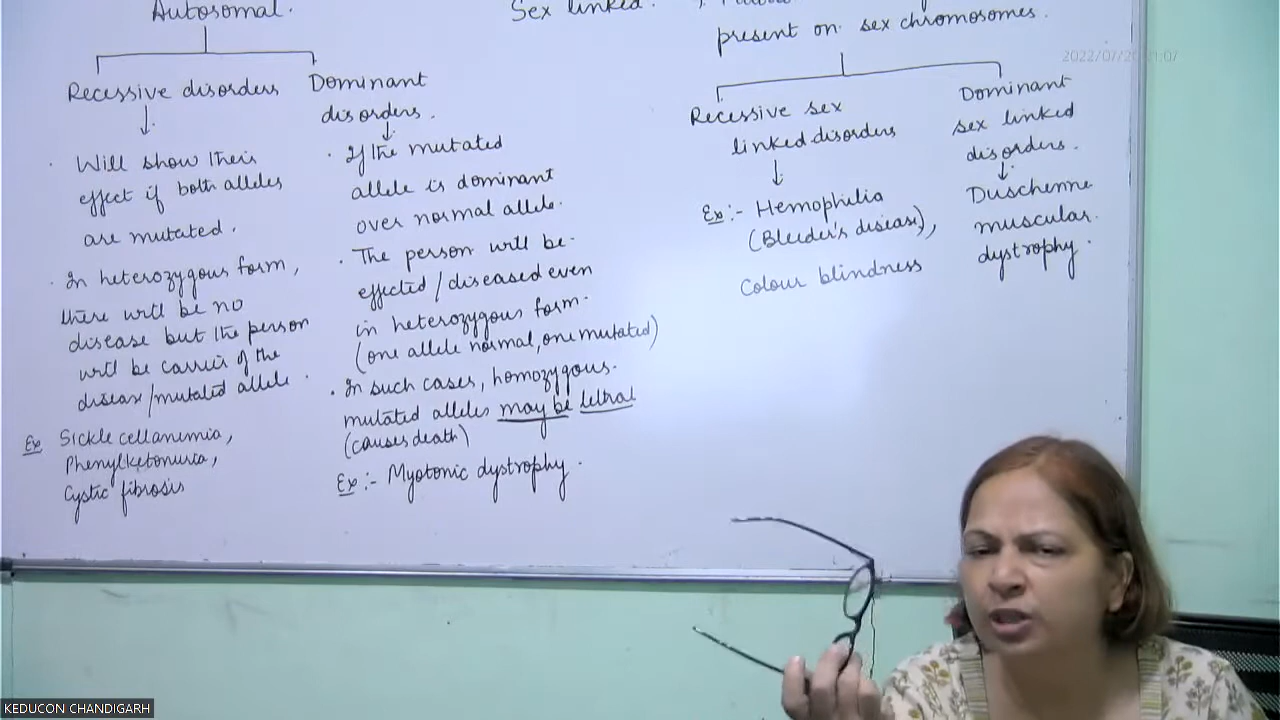 Autosomal.
Recessive disorders
Will show their
effect if both alleles
are mutated.
In heterozygous form,
there will be no
disease but the person
will be carrier of the
disease/mutated allele.
Ex Sickle cell anemia,
Phenylketonuria,
Cystic fibrosis
Dominant
disorders.
If the mutated
allele is dominant
over normal allele.
The person will be
effected/diseased even
in heterozygous form.
(one allele normal, one mutated)
In such cases, homozygous
mutated alleles may be lethal
(causes death)
Ex:- Myotonic dystrophy.
Sex linked.
present on sex chromosomes.
Recessive sex
linked disorders
Ex:- Hemophilia
(Bleeder's disease),
Colour blindness
Dominant
sex linked
disorders.
Duschenne
muscular
dystrophy.
KEDUCON CHANDIGARH